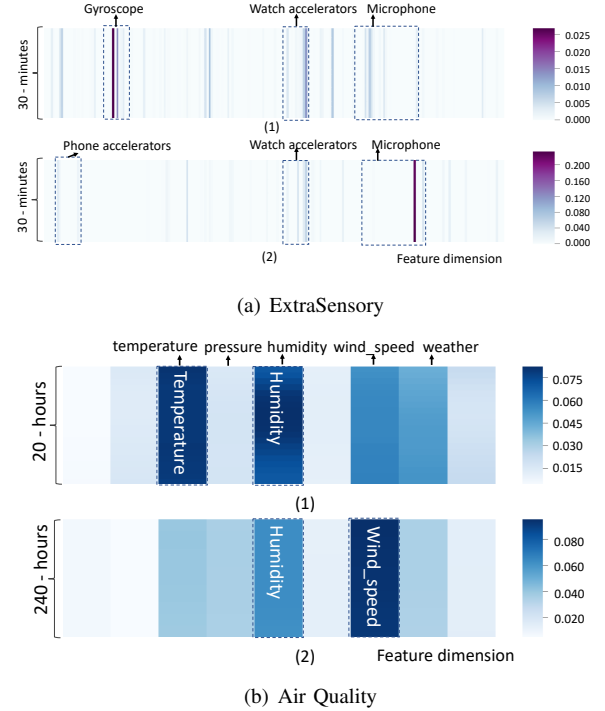 Gyroscope Watch accelerators Microphone
30 - minutes
0.025
0.020
0.015
0.010
0.005
0.000
(1)
Phone accelerators Watch accelerators Microphone
30 - minutes
0.200
0.160
0.120
0.080
0.040
0.000
(2) Feature dimension
(a) ExtraSensory
temperature pressure humidity wind_speed weather
20 - hours
Temperature
Humidity
0.075
0.060
0.045
0.030
0.015
(1)
240 - hours
Humidity
Wind_speed
0.080
0.060
0.040
0.020
(2) Feature dimension
(b) Air Quality